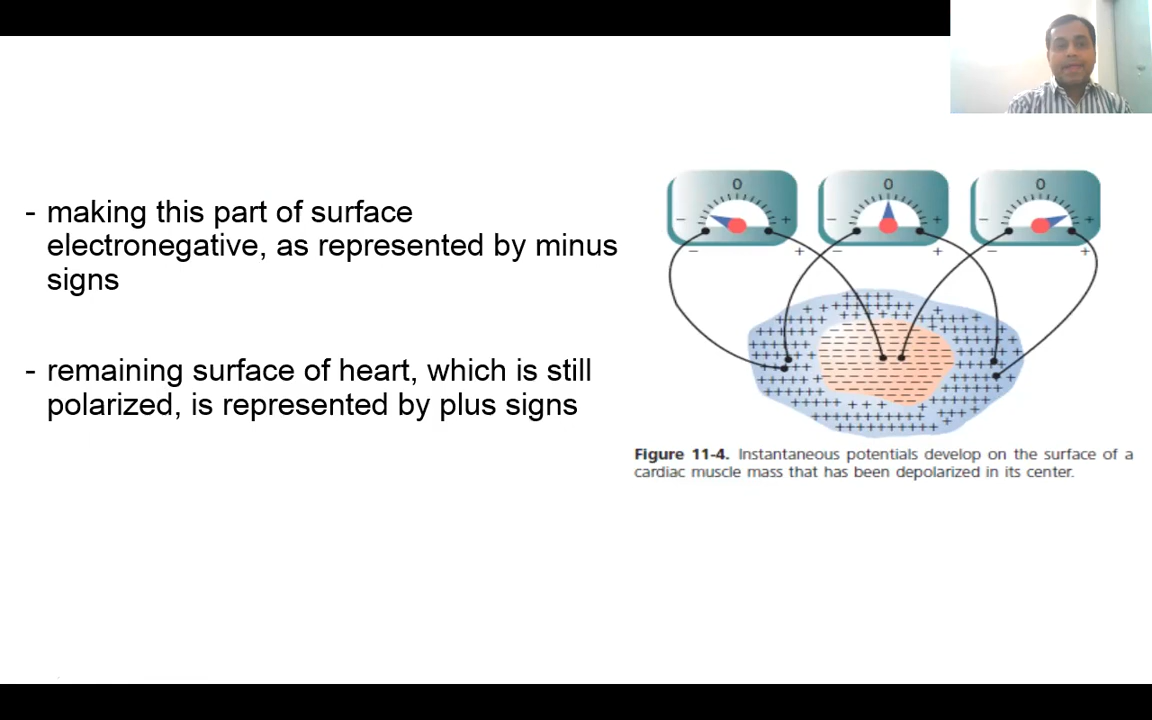 - making this part of surface
electronegative, as represented by minus
signs
- remaining surface of heart, which is still
polarized, is represented by plus signs
0
0
0
− +
− +
− +
− +
− +
− +
Figure 11-4. Instantaneous potentials develop on the surface of a
cardiac muscle mass that has been depolarized in its center.